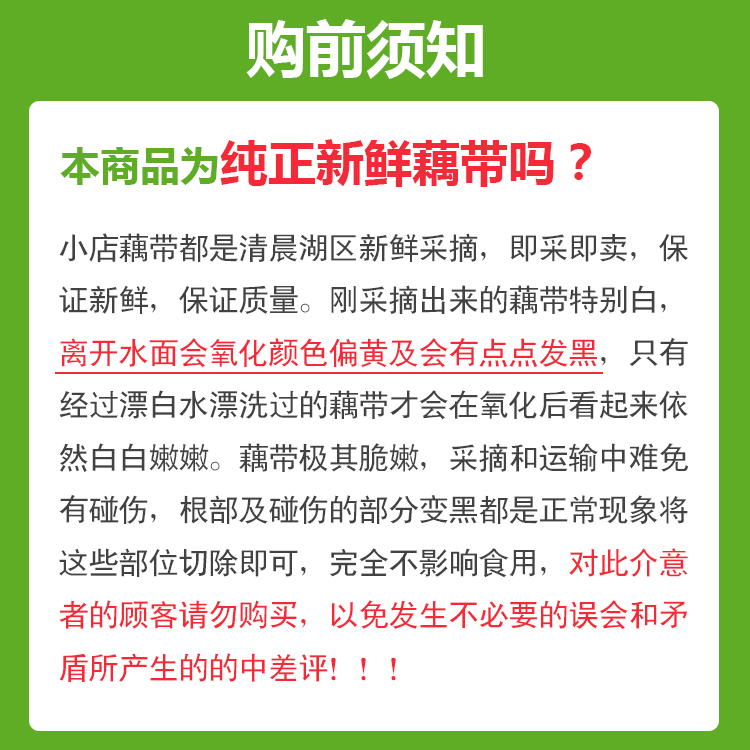 购前须知
本商品为纯正新鲜藕带吗？
小店藕带都是清晨湖区新鲜采摘，即采即卖，保
证新鲜，保证质量。刚采摘出来的藕带特别白，
离开水面会氧化颜色偏黄及会有点点发黑，只有
经过漂白水漂洗过的藕带才会在氧化后看起来依
然白白嫩嫩。藕带极其脆嫩，采摘和运输中难免
有碰伤，根部及碰伤的部分变黑都是正常现象将
这些部位切除即可，完全不影响食用，对此介意
者的顾客请勿购买，以免发生不必要的误会和矛
盾所产生的的中差评！！！